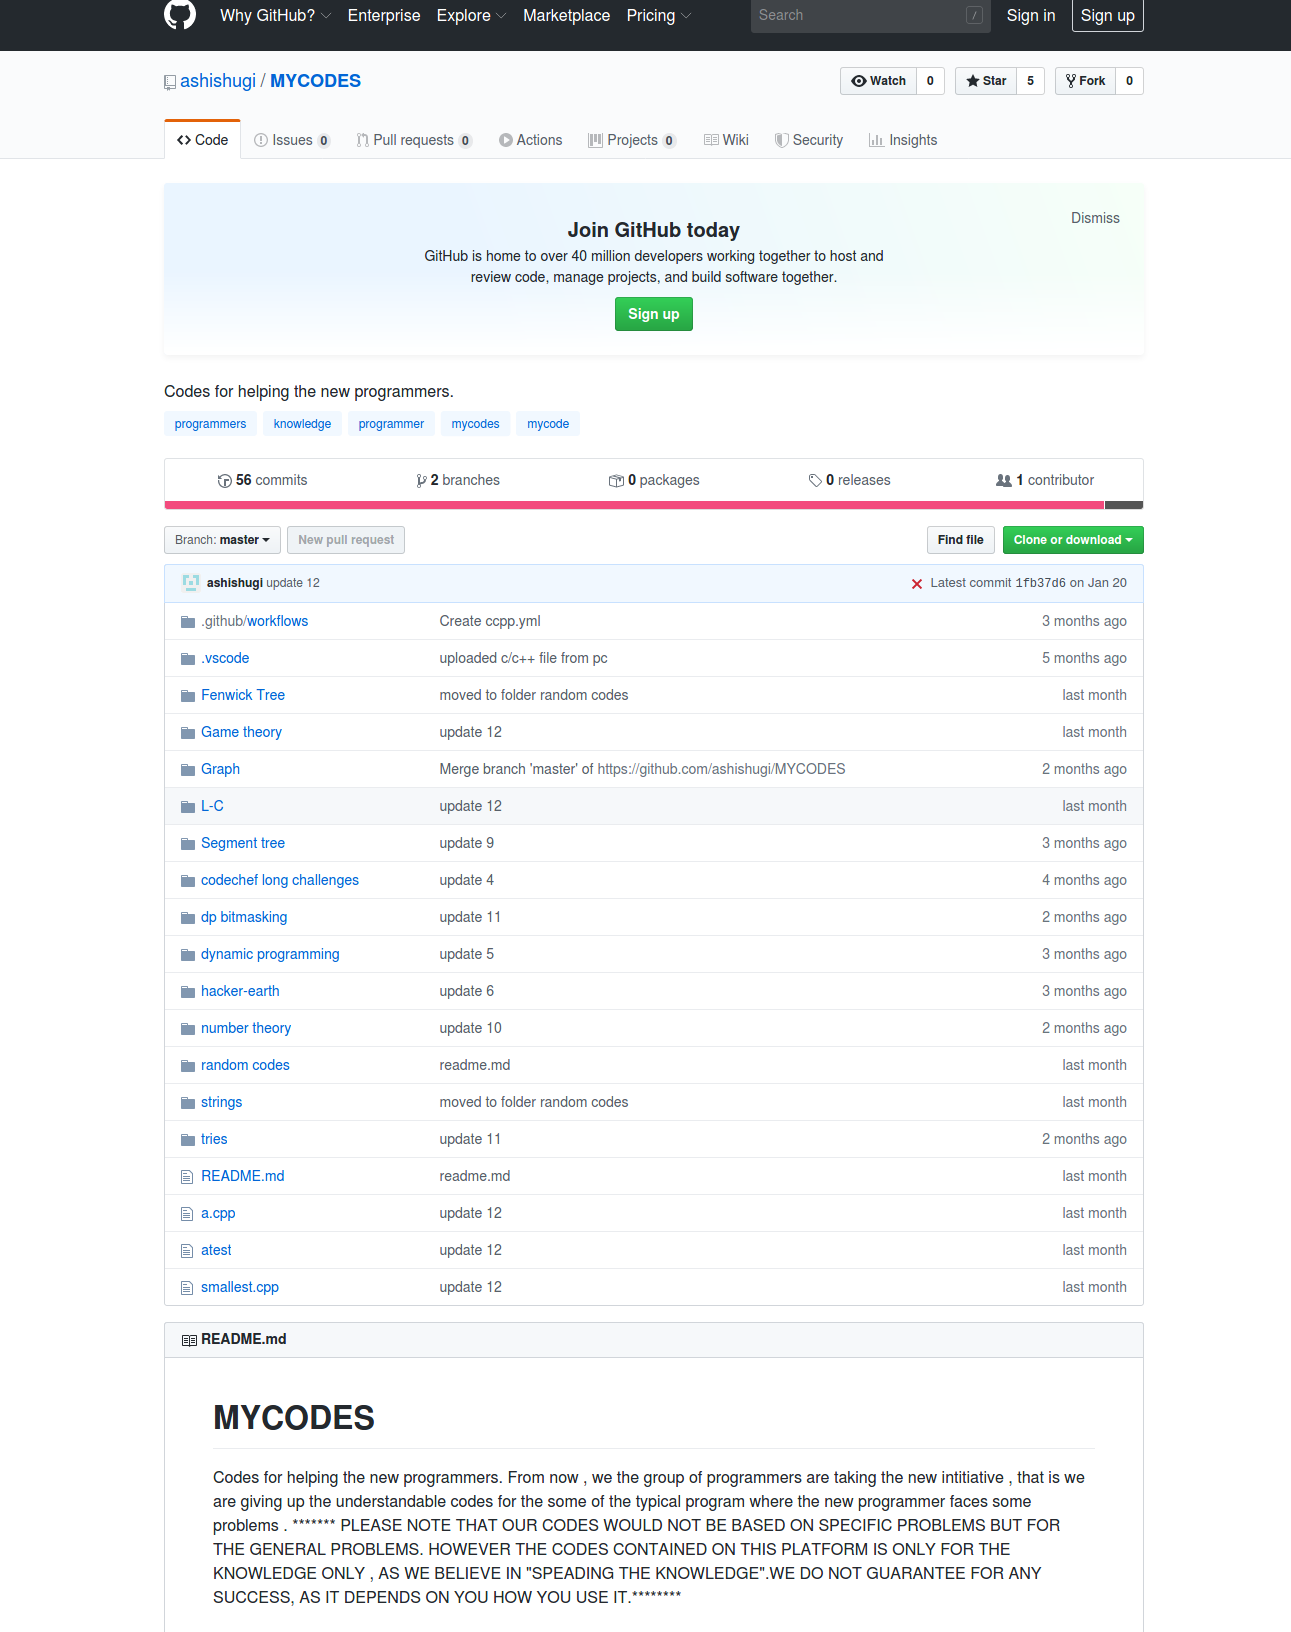 Why GitHub? Enterprise Explore Marketplace Pricing Search / Sign in Sign up
ashishugi / MYCODES Watch 0 Star 5 Fork 0
Code Issues 0 Pull requests 0 Actions Projects 0 Wiki Security Insights
Dismiss
Join GitHub today
GitHub is home to over 40 million developers working together to host and
review code, manage projects, and build software together.
Sign up
Codes for helping the new programmers.
programmers knowledge programmer mycodes mycode
56 commits 2 branches 0 packages 0 releases 1 contributor
Branch: master New pull request Find file Clone or download
ashishugi update 12 Latest commit 1fb37d6 on Jan 20
.github/workflows Create ccpp.yml 3 months ago
.vscode uploaded c/c++ file from pc 5 months ago
Fenwick Tree moved to folder random codes last month
Game theory update 12 last month
Graph Merge branch 'master' of https://github.com/ashishugi/MYCODES 2 months ago
L-C update 12 last month
Segment tree update 9 3 months ago
codechef long challenges update 4 4 months ago
dp bitmasking update 11 2 months ago
dynamic programming update 5 3 months ago
hacker-earth update 6 3 months ago
number theory update 10 2 months ago
random codes readme.md last month
strings moved to folder random codes last month
tries update 11 2 months ago
README.md readme.md last month
a.cpp update 12 last month
atest update 12 last month
smallest.cpp update 12 last month
README.md
MYCODES
Codes for helping the new programmers. From now , we the group of programmers are taking the new intitiative , that is we
are giving up the understandable codes for the some of the typical program where the new programmer faces some
problems . ******* PLEASE NOTE THAT OUR CODES WOULD NOT BE BASED ON SPECIFIC PROBLEMS BUT FOR
THE GENERAL PROBLEMS. HOWEVER THE CODES CONTAINED ON THIS PLATFORM IS ONLY FOR THE
KNOWLEDGE ONLY , AS WE BELIEVE IN "SPEADING THE KNOWLEDGE".WE DO NOT GUARANTEE FOR ANY
SUCCESS, AS IT DEPENDS ON YOU HOW YOU USE IT.********